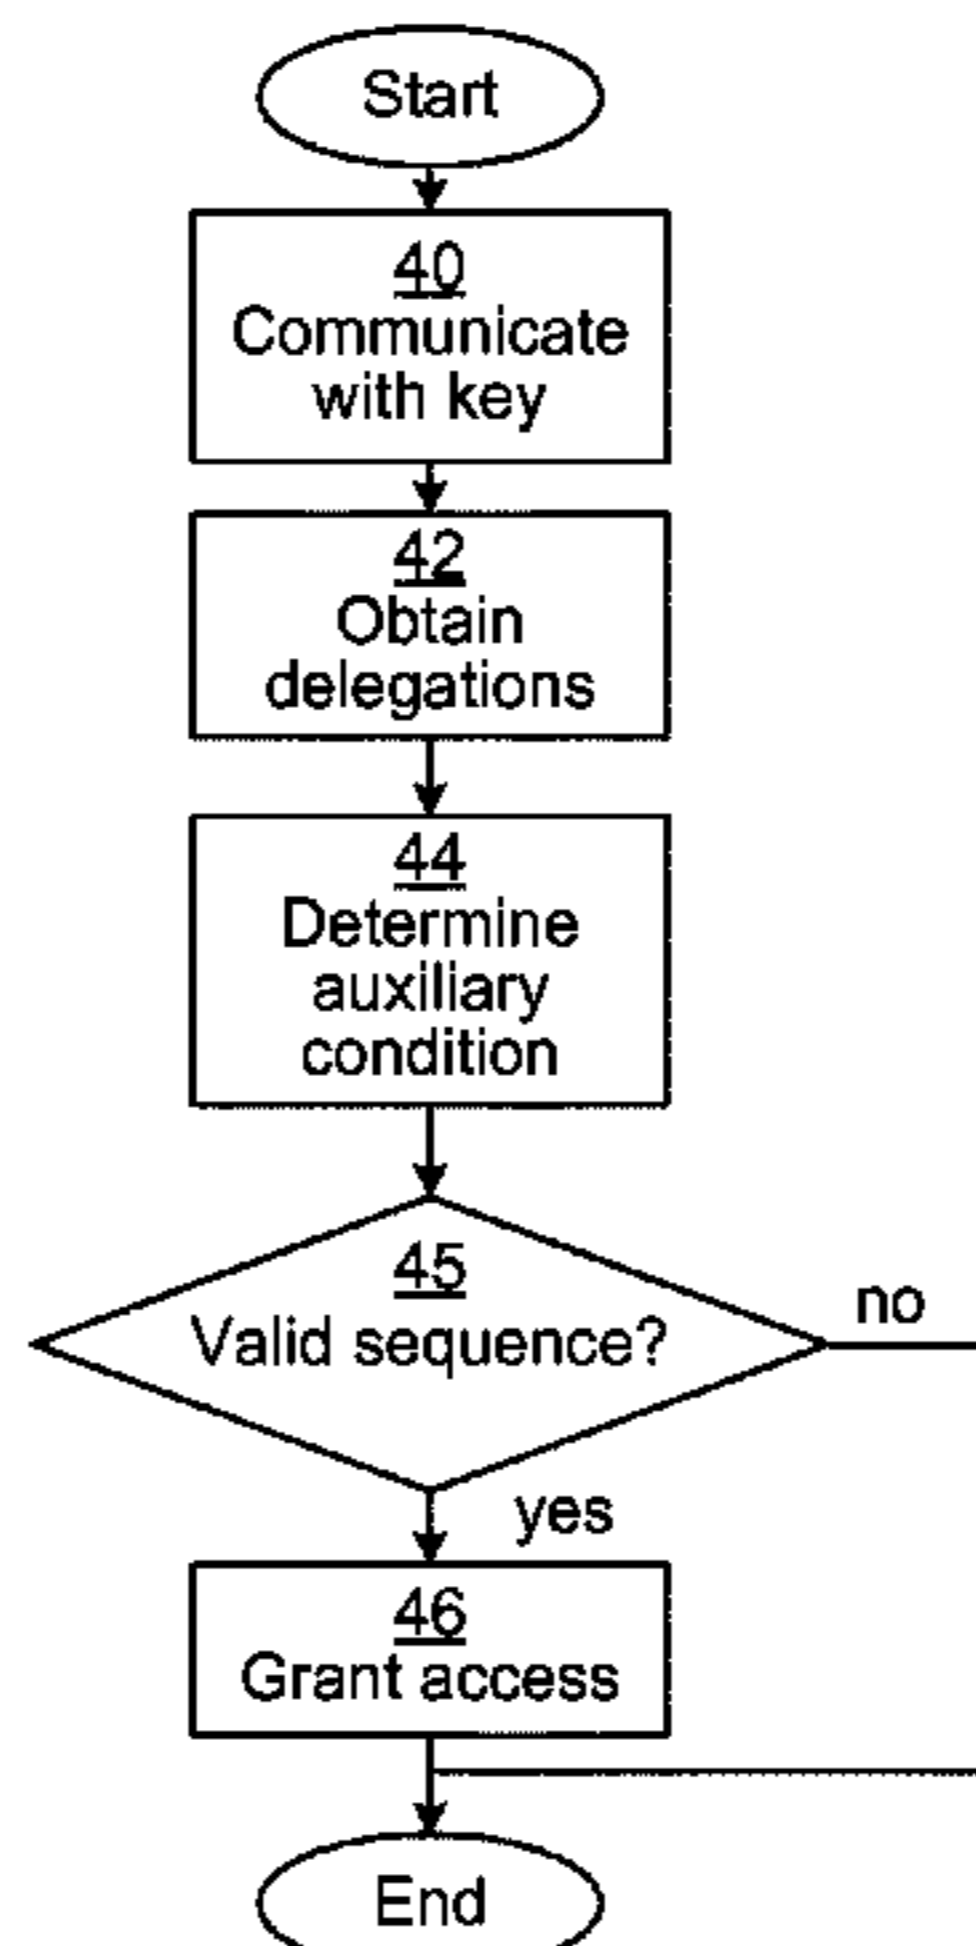 Start
40
Communicate
with key
42
Obtain
delegations
44
Determine
auxiliary
condition
45
Valid sequence?
no
yes
46
Grant access
End